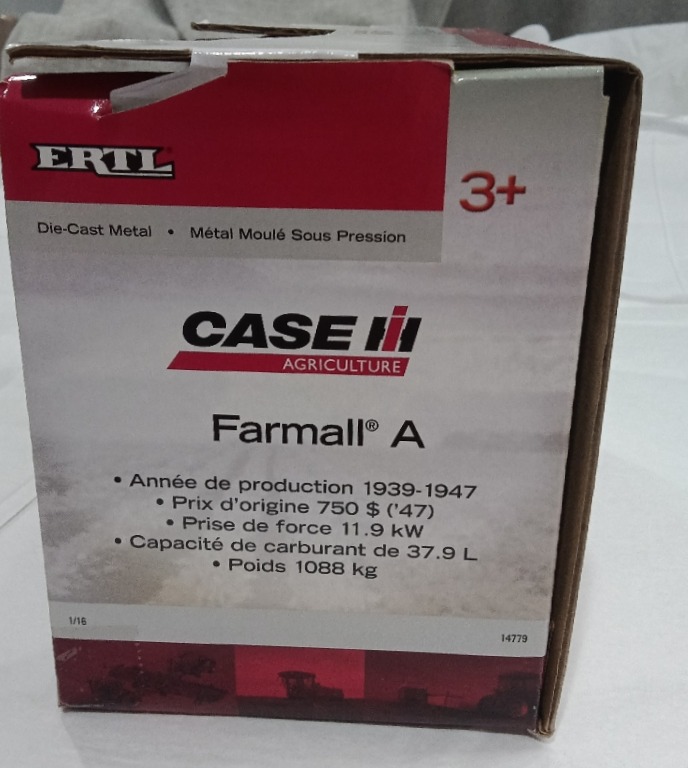 ERTL
3+
Die-Cast Metal • Métal Moulé Sous Pression
CASE IH
AGRICULTURE
Farmall® A
• Année de production 1939-1947
• Prix d'origine 750 $ ('47)
• Prise de force 11.9 kW
• Capacité de carburant de 37.9 L
• Poids 1088 kg
1/16
14779